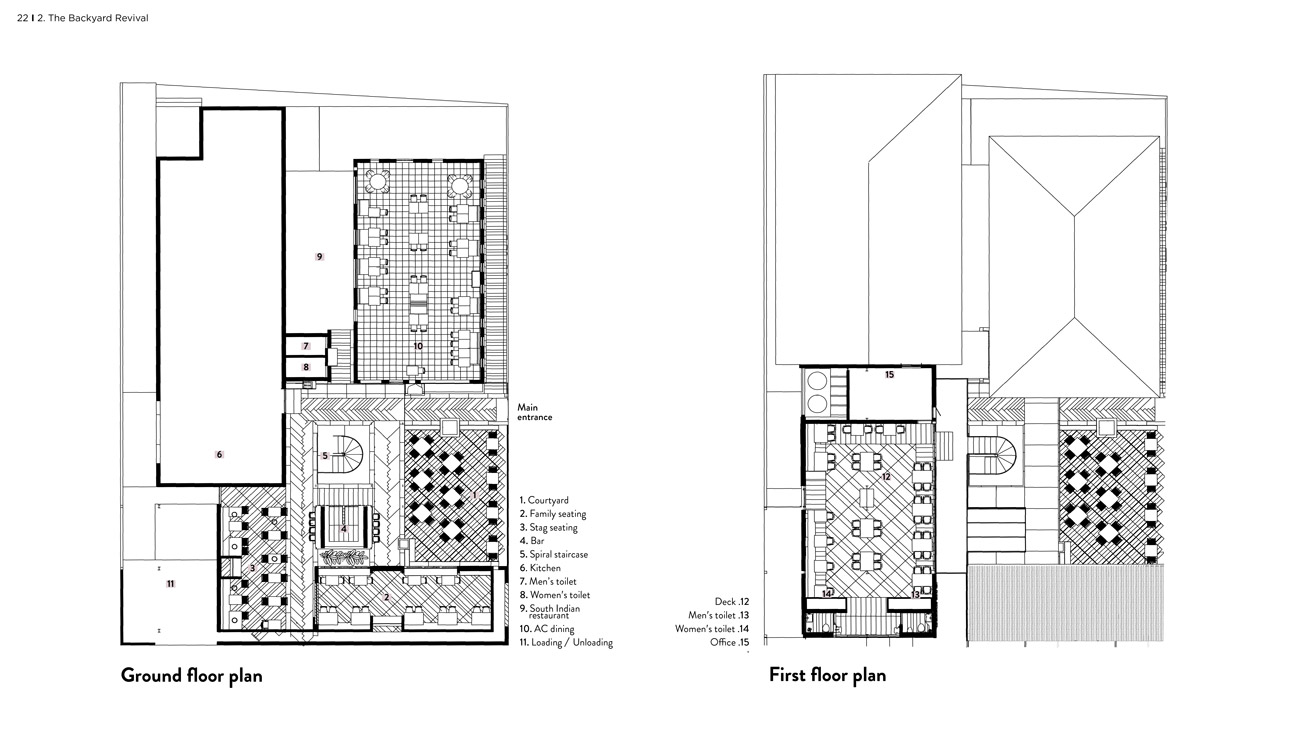 22 I 2. The Backyard Revival
9
7
8
10
Main
entrance
6
5
1
4
3
2
11
1. Courtyard
2. Family seating
3. Stag seating
4. Bar
5. Spiral staircase
6. Kitchen
7. Men's toilet
8. Women's toilet
9. South Indian
restaurant
10. AC dining
11. Loading / Unloading
Ground floor plan
15
12
14
13
Deck .12
Men's toilet .13
Women's toilet .14
Office .15
First floor plan